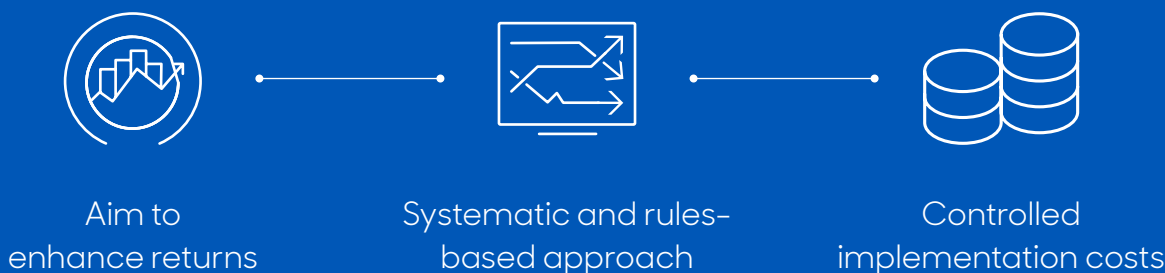 Aim to
enhance returns
Systematic and rules-
based approach
Controlled
implementation costs